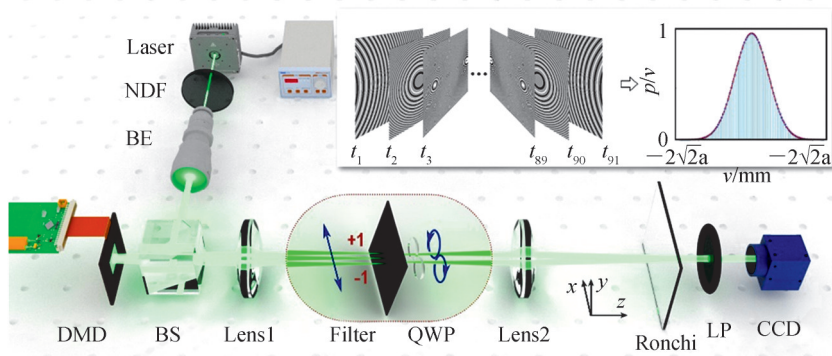 Laser
NDF
BE
t1
t2
t3
...
t89
t90
t91
p/v
1
0
−2√2a
−2√2a
v/mm
+1
-1
x
y
z
DMD
BS
Lens1
Filter
QWP
Lens2
Ronchi
LP
CCD